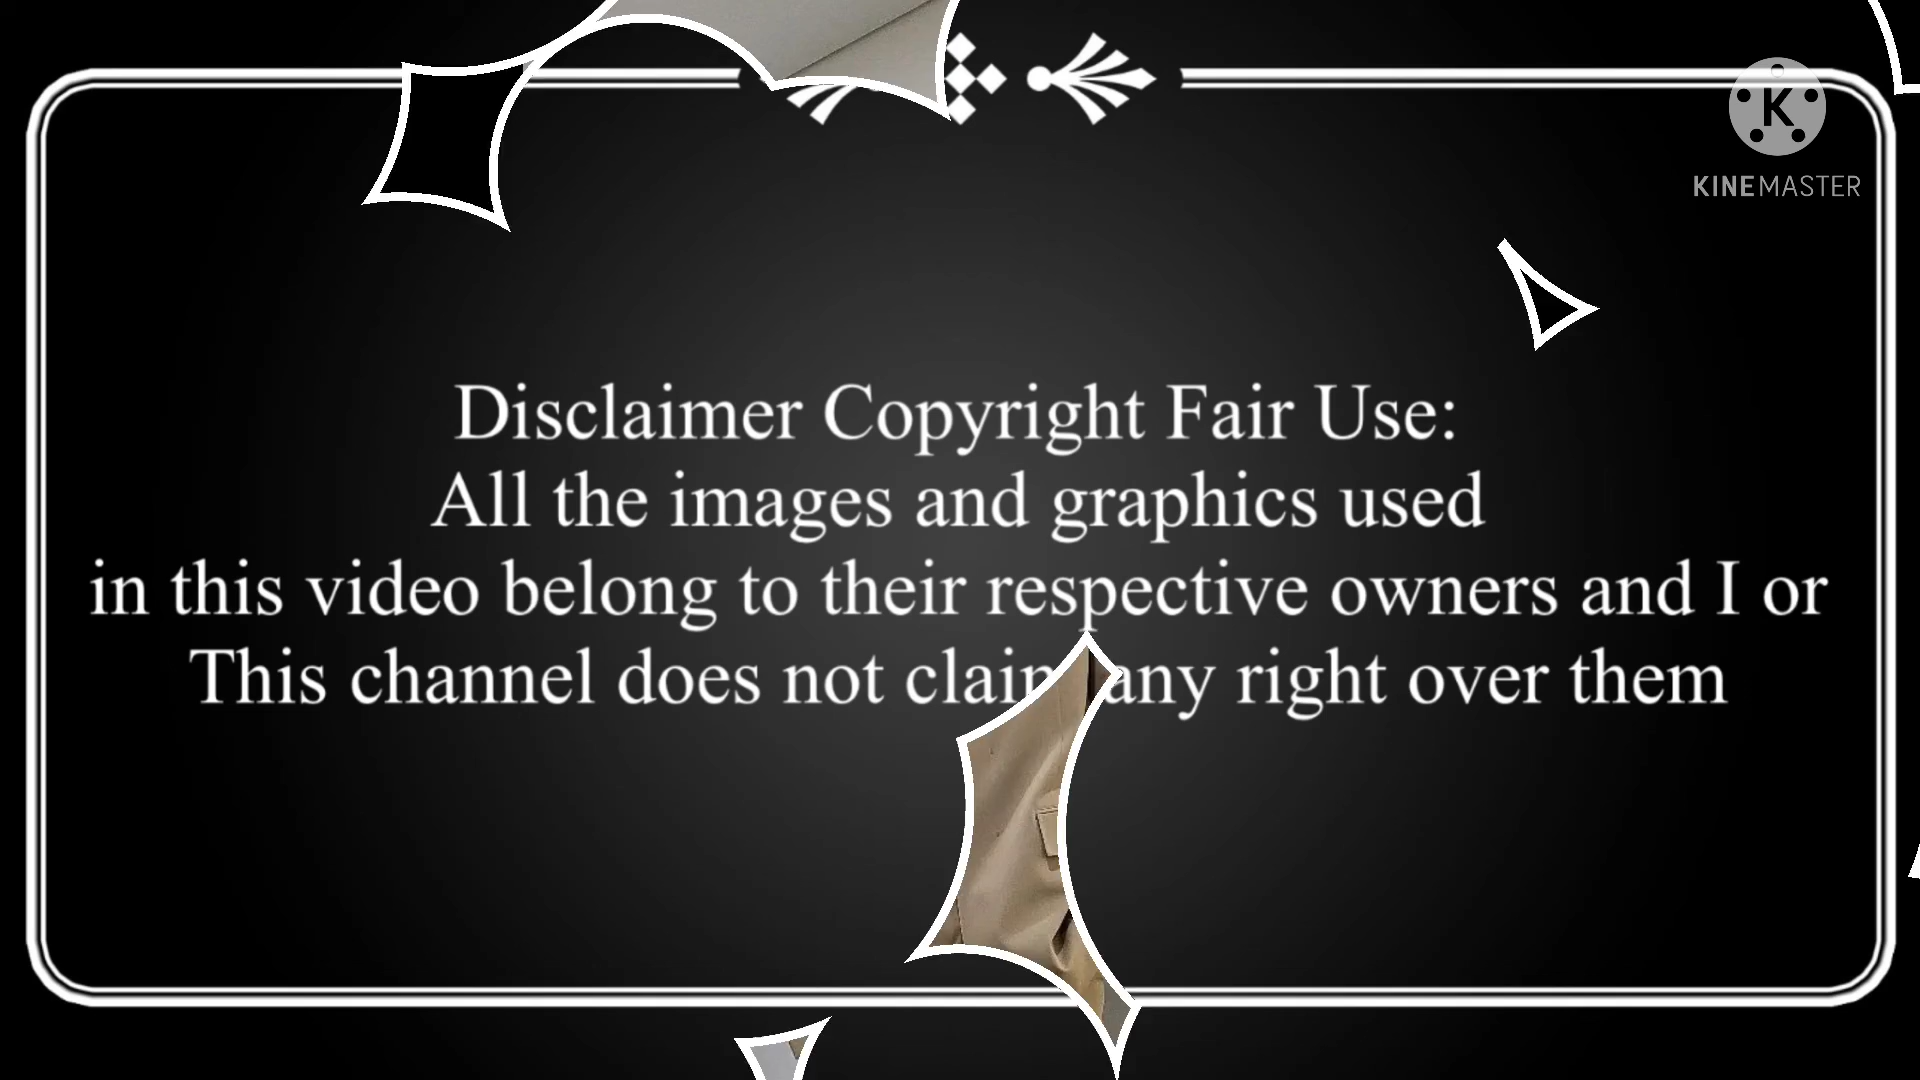 K
KINEMASTER
Disclaimer Copyright Fair Use:
All the images and graphics used
in this video belong to their respective owners and I or
This channel does not any right over them